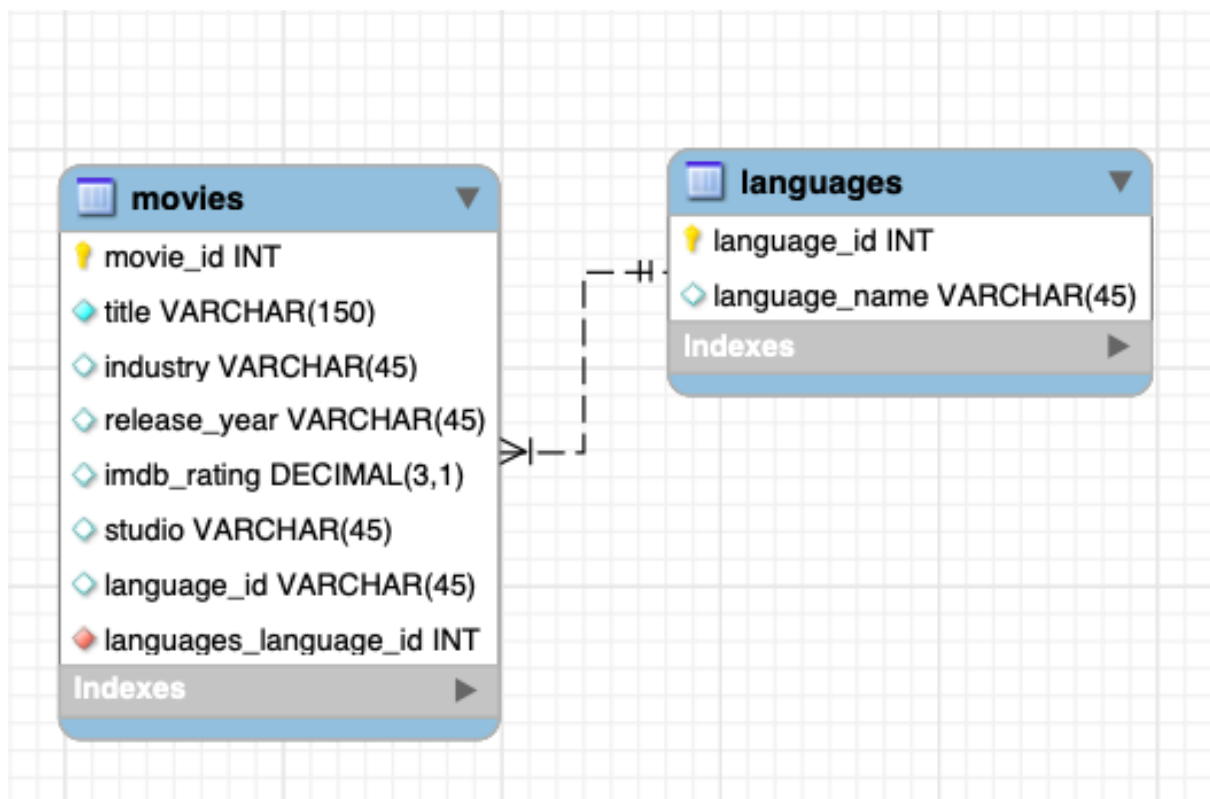 movies
movie_id INT
title VARCHAR(150)
industry VARCHAR(45)
release_year VARCHAR(45)
imdb_rating DECIMAL(3,1)
studio VARCHAR(45)
language_id VARCHAR(45)
languages_language_id INT
Indexes
languages
language_id INT
language_name VARCHAR(45)
Indexes